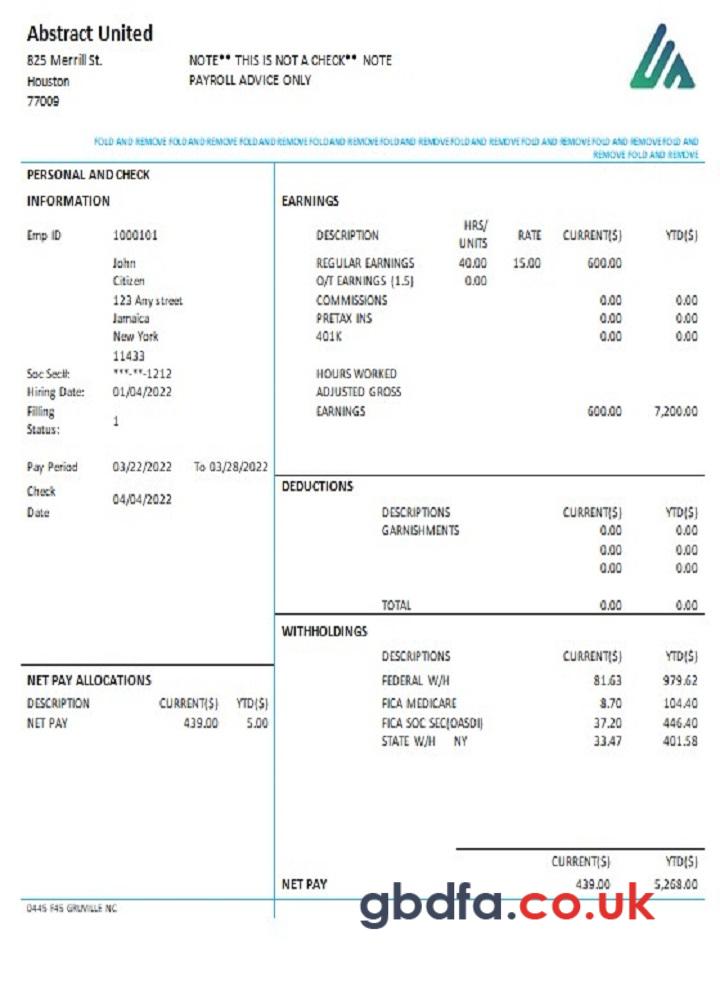 Abstract United
825 Merrill St.
Houston
77009
NOTE** THIS IS NOT A CHECK** NOTE
PAYROLL ADVICE ONLY
FOLD AND REMOVE FOLD AND REMOVE FOLD AND REMOVE FOLD AND REMOVE FOLD AND REMOVE FOLD AND REMOVE FOLD AND REMOVE FOLD AND
REMOVE FOLD AND REMOVE
PERSONAL AND CHECK
INFORMATION
Emp ID 1000101
John
Citizen
123 Any street
Jamaica
New York
11433
Soc Sec#: ***-**-1212
Hiring Date: 01/04/2022
Filling
Status: 1
Pay Period 03/22/2022 To 03/28/2022
Check
Date 04/04/2022
NET PAY ALLOCATIONS
DESCRIPTION CURRENT($) YTD($)
NET PAY 439.00 5.00
EARNINGS
DESCRIPTION HRS/
UNITS RATE CURRENT($) YTD($)
REGULAR EARNINGS 40.00 15.00 600.00
O/T EARNINGS (1.5) 0.00
COMMISSIONS 0.00 0.00
PRETAX INS 0.00 0.00
401K 0.00 0.00
HOURS WORKED
ADJUSTED GROSS
EARNINGS 600.00 7,200.00
DEDUCTIONS
DESCRIPTIONS CURRENT($) YTD($)
GARNISHMENTS 0.00 0.00
0.00 0.00
0.00 0.00
TOTAL 0.00 0.00
WITHHOLDINGS
DESCRIPTIONS CURRENT($) YTD($)
FEDERAL W/H 81.63 979.62
FICA MEDICARE 8.70 104.40
FICA SOC SEC(OASDI) 37.20 446.40
STATE W/H NY 33.47 401.58
CURRENT($) YTD($)
NET PAY 439.00 5,268.00
0445 F45 NC
gbdfa.co.uk